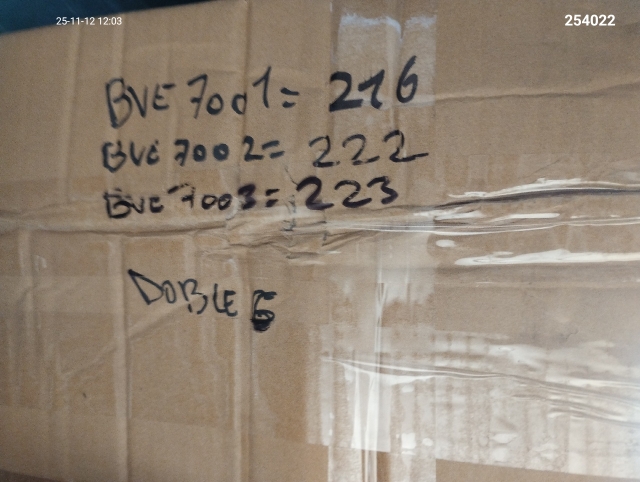 25-11-12 12:03
254022
BVE 7001= 216
BVE 7002= 222
BVE 7003= 223
DOBLE G